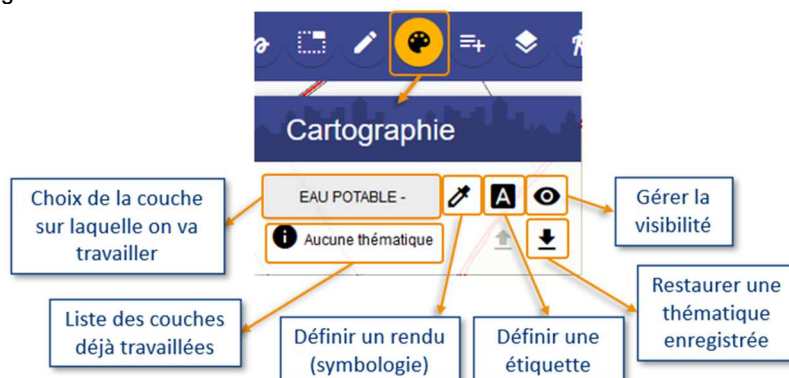 g
Cartographie
EAU POTABLE -
A
Aucune thématique
Choix de la couche
sur laquelle on va
travailler
Gérer la
visibilité
Liste des couches
déjà travaillées
Définir un rendu
(symbologie)
Définir une
étiquette
Restaurer une
thématique
enregistrée